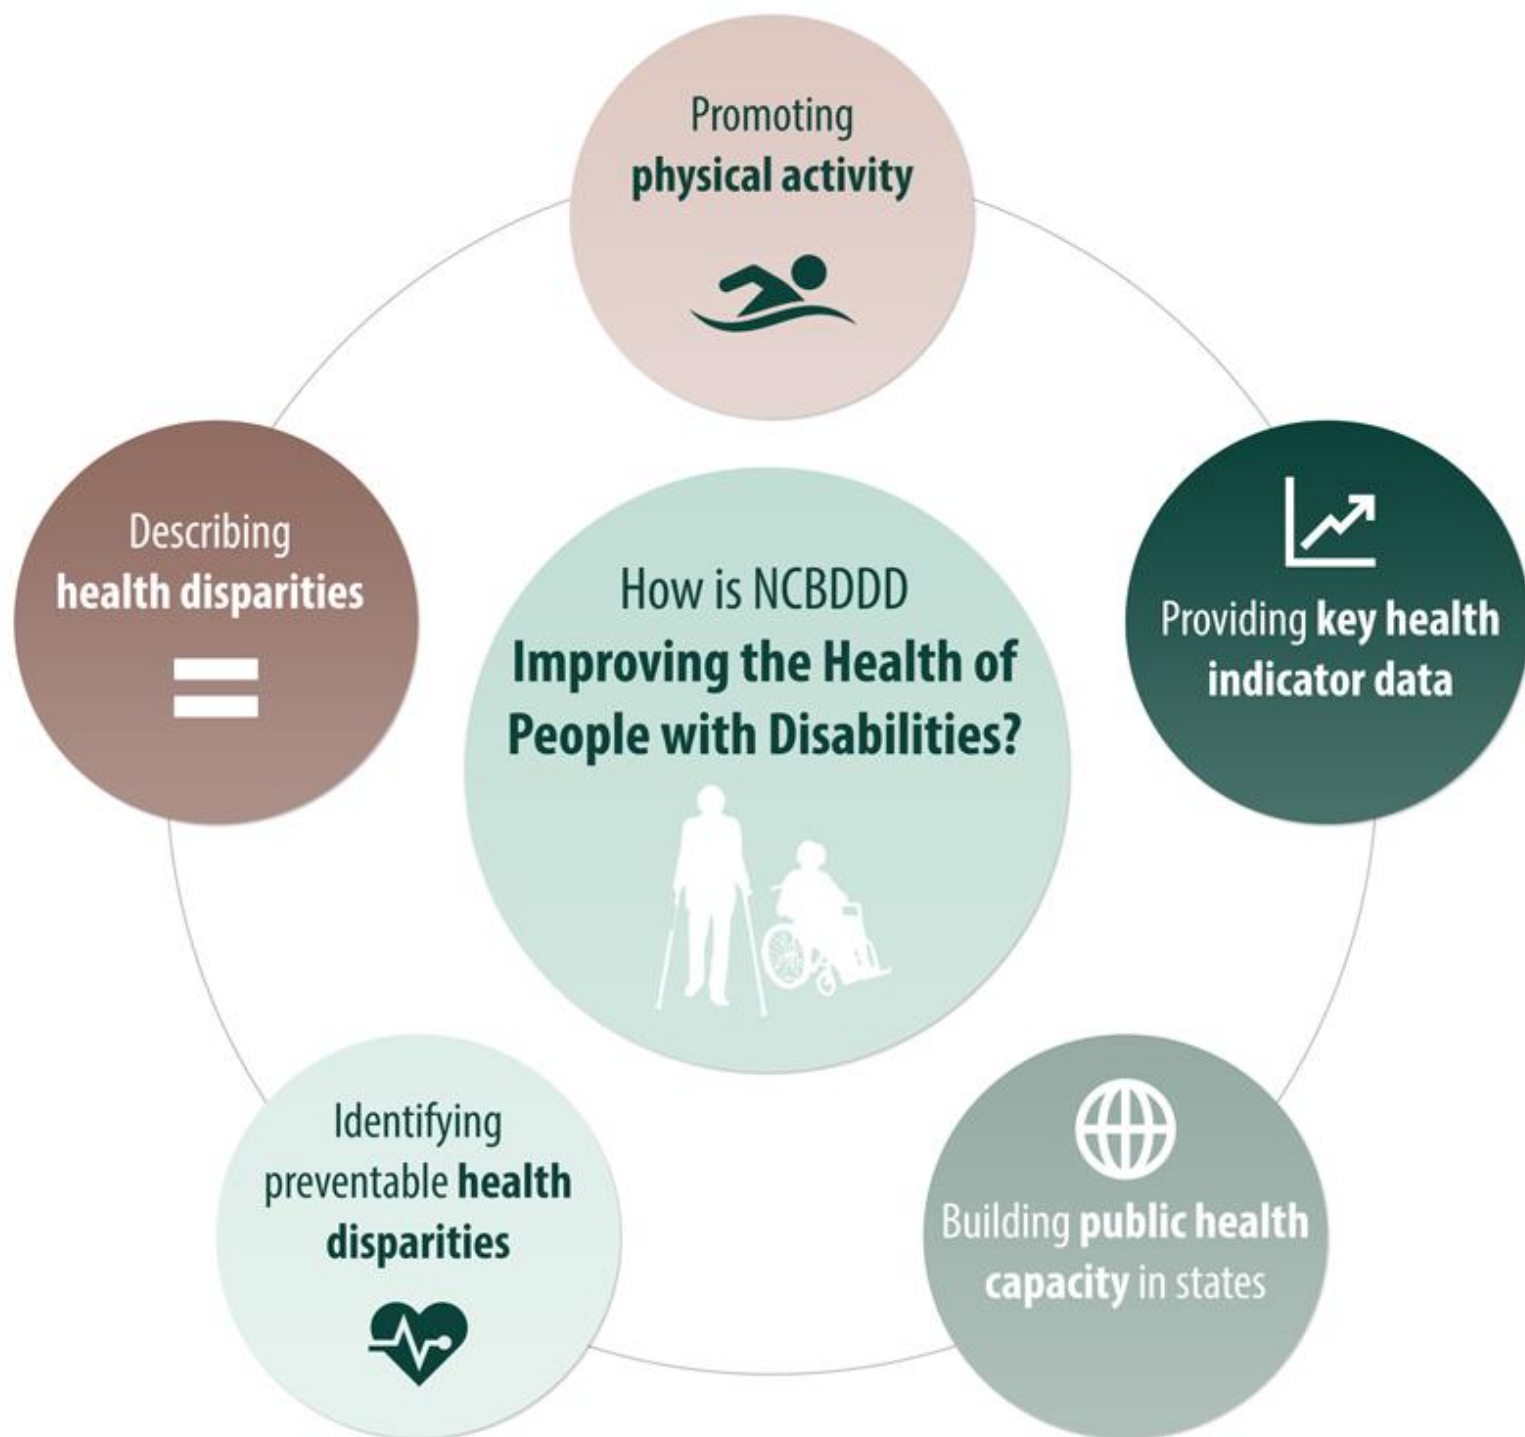 Promoting
physical activity
Describing
health disparities
How is NCBDDD
Improving the Health of
People with Disabilities?
Providing key health
indicator data
Identifying
preventable health
disparities
Building public health
capacity in states